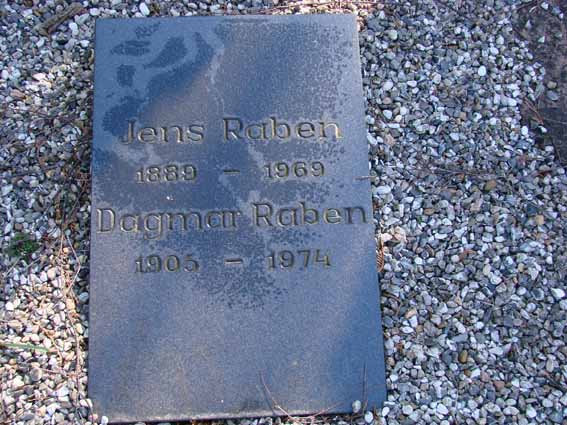 Jens Raben
1889 - 1969
Dagmar Raben
1905 - 1974